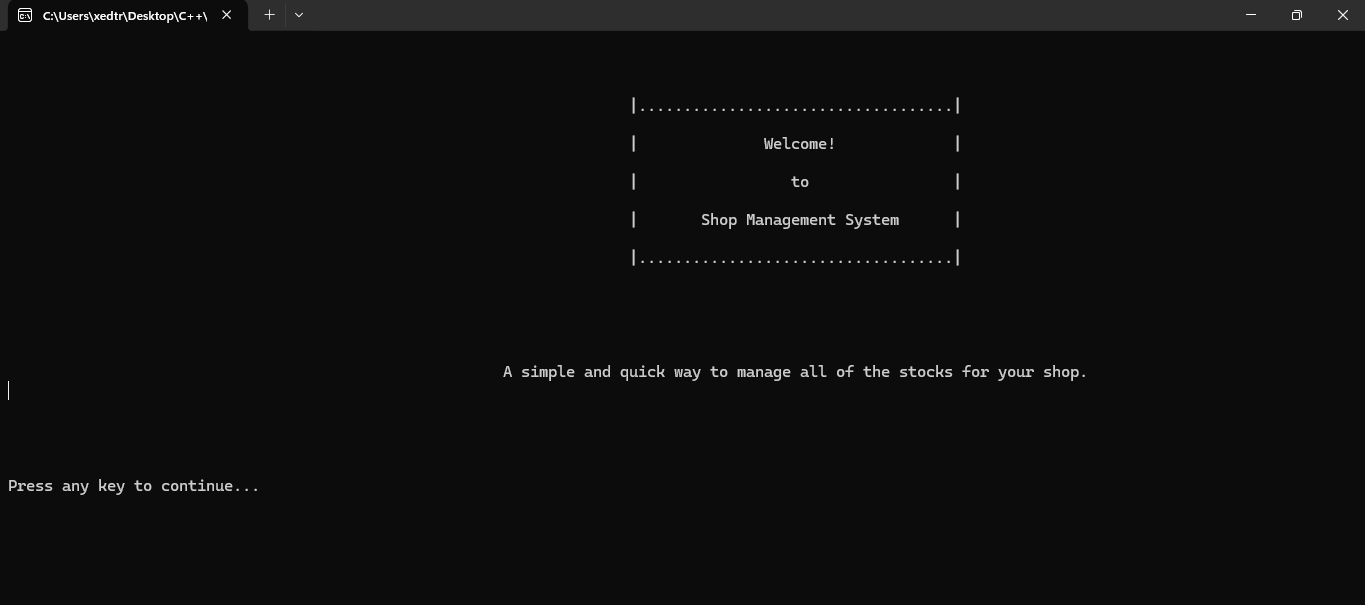 C:\Users\xedtr\Desktop\C++\
|...................................|
| Welcome! |
| to |
| Shop Management System |
|...................................|
A simple and quick way to manage all of the stocks for your shop.
Press any key to continue...